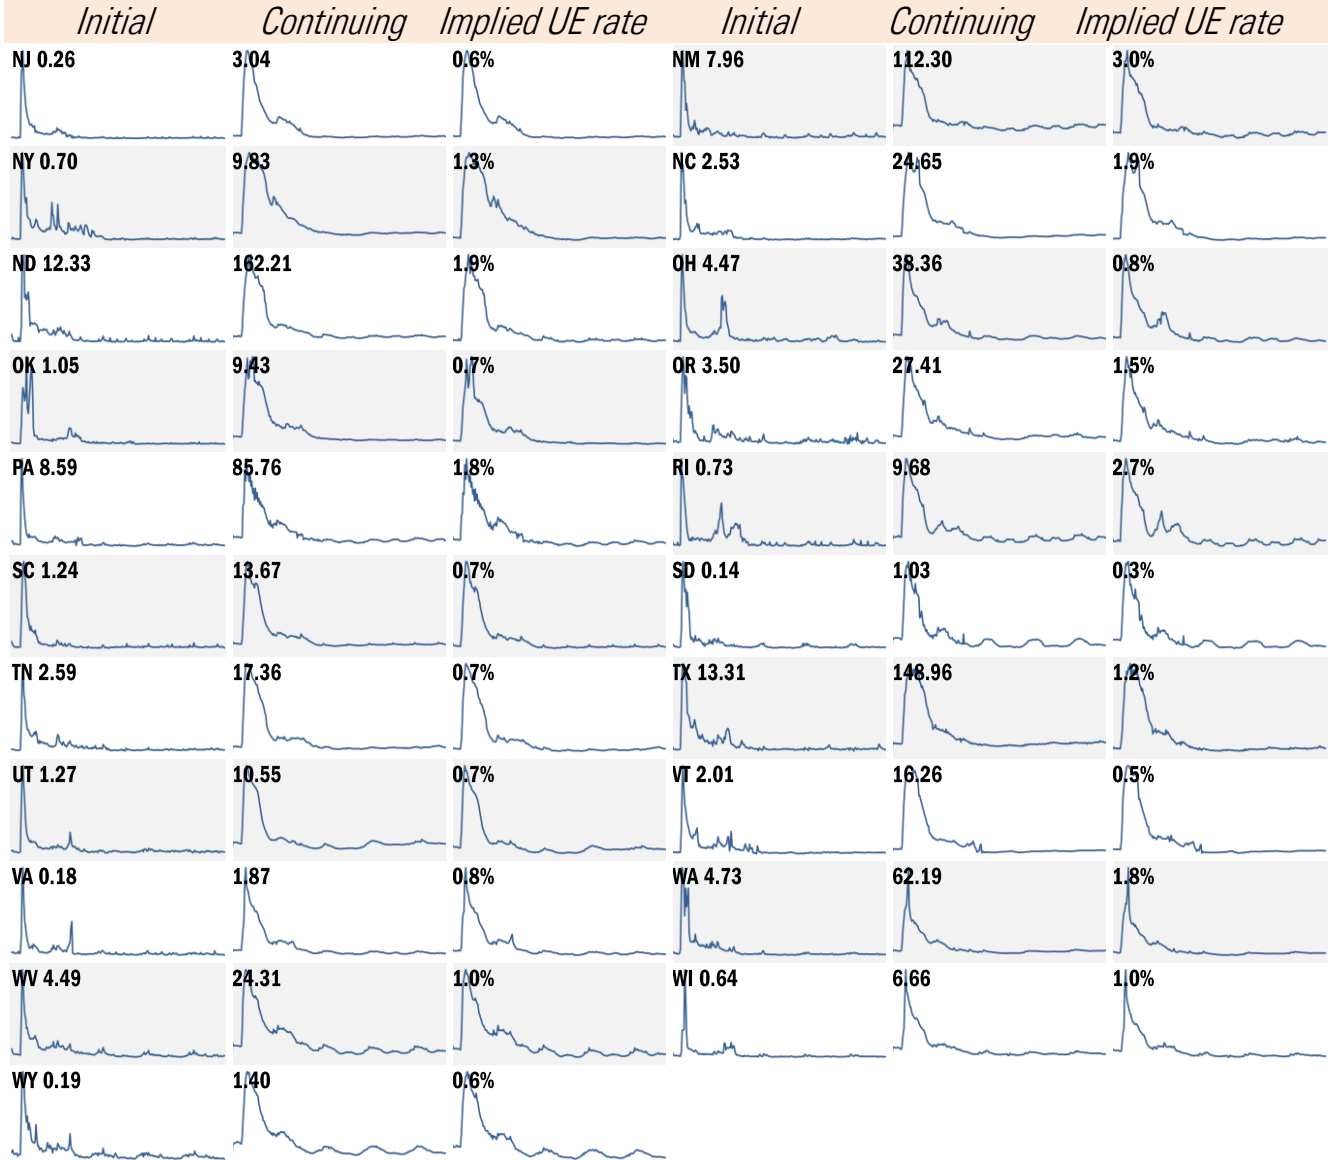 Initial Continuing Implied UE rate Initial Continuing Implied UE rate
NJ 0.26 3.04 0.6% NM 7.96 112.30 3.0%
NY 0.70 9.83 1.3% NC 2.53 24.65 1.9%
ND 12.33 162.21 1.9% OH 4.47 38.36 0.8%
OK 1.05 9.43 0.7% OR 3.50 27.41 1.5%
PA 8.59 85.76 1.8% RI 0.73 9.68 2.7%
SC 1.24 13.67 0.7% SD 0.14 1.03 0.3%
TN 2.59 17.36 0.7% TX 13.31 148.96 1.2%
UT 1.27 10.55 0.7% VT 2.01 16.26 0.5%
VA 0.18 1.87 0.8% WA 4.73 62.19 1.8%
WV 4.49 24.31 1.0% WI 0.64 6.66 1.0%
WY 0.19 1.40 0.6%